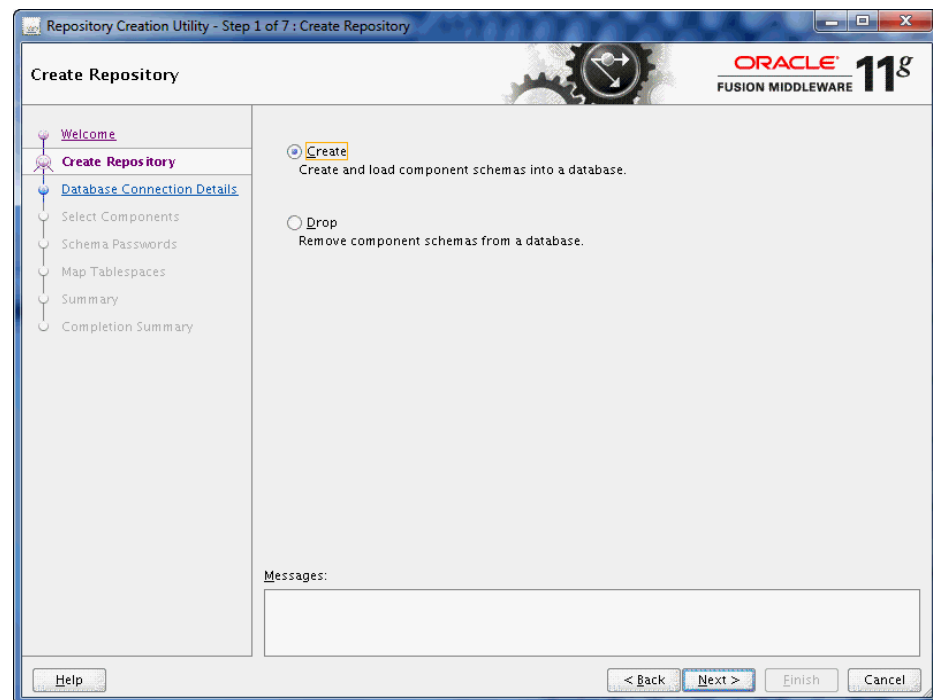 Repository Creation Utility - Step 1 of 7 : Create Repository
Create Repository
ORACLE
FUSION MIDDLEWARE
11g
Welcome
Create Repository
Database Connection Details
Select Components
Schema Passwords
Map Tablespaces
Summary
Completion Summary
Create
Create and load component schemas into a database.
Drop
Remove component schemas from a database.
Messages:
Help
< Back
Next >
Finish
Cancel